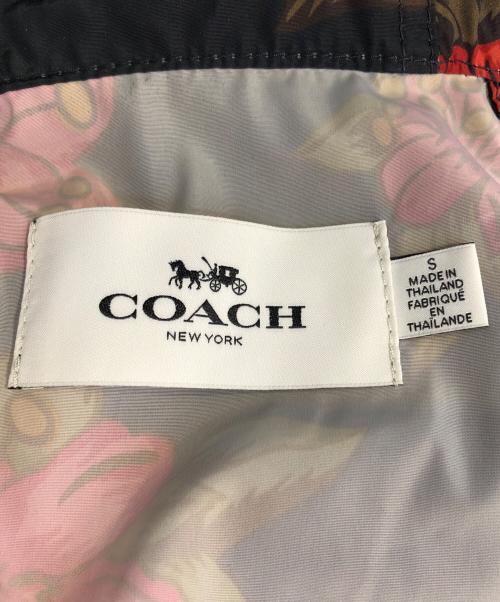 COACH
NEW YORK
S
MADE IN
THAILAND
FABRIQUÉ
EN
THAÏLANDE